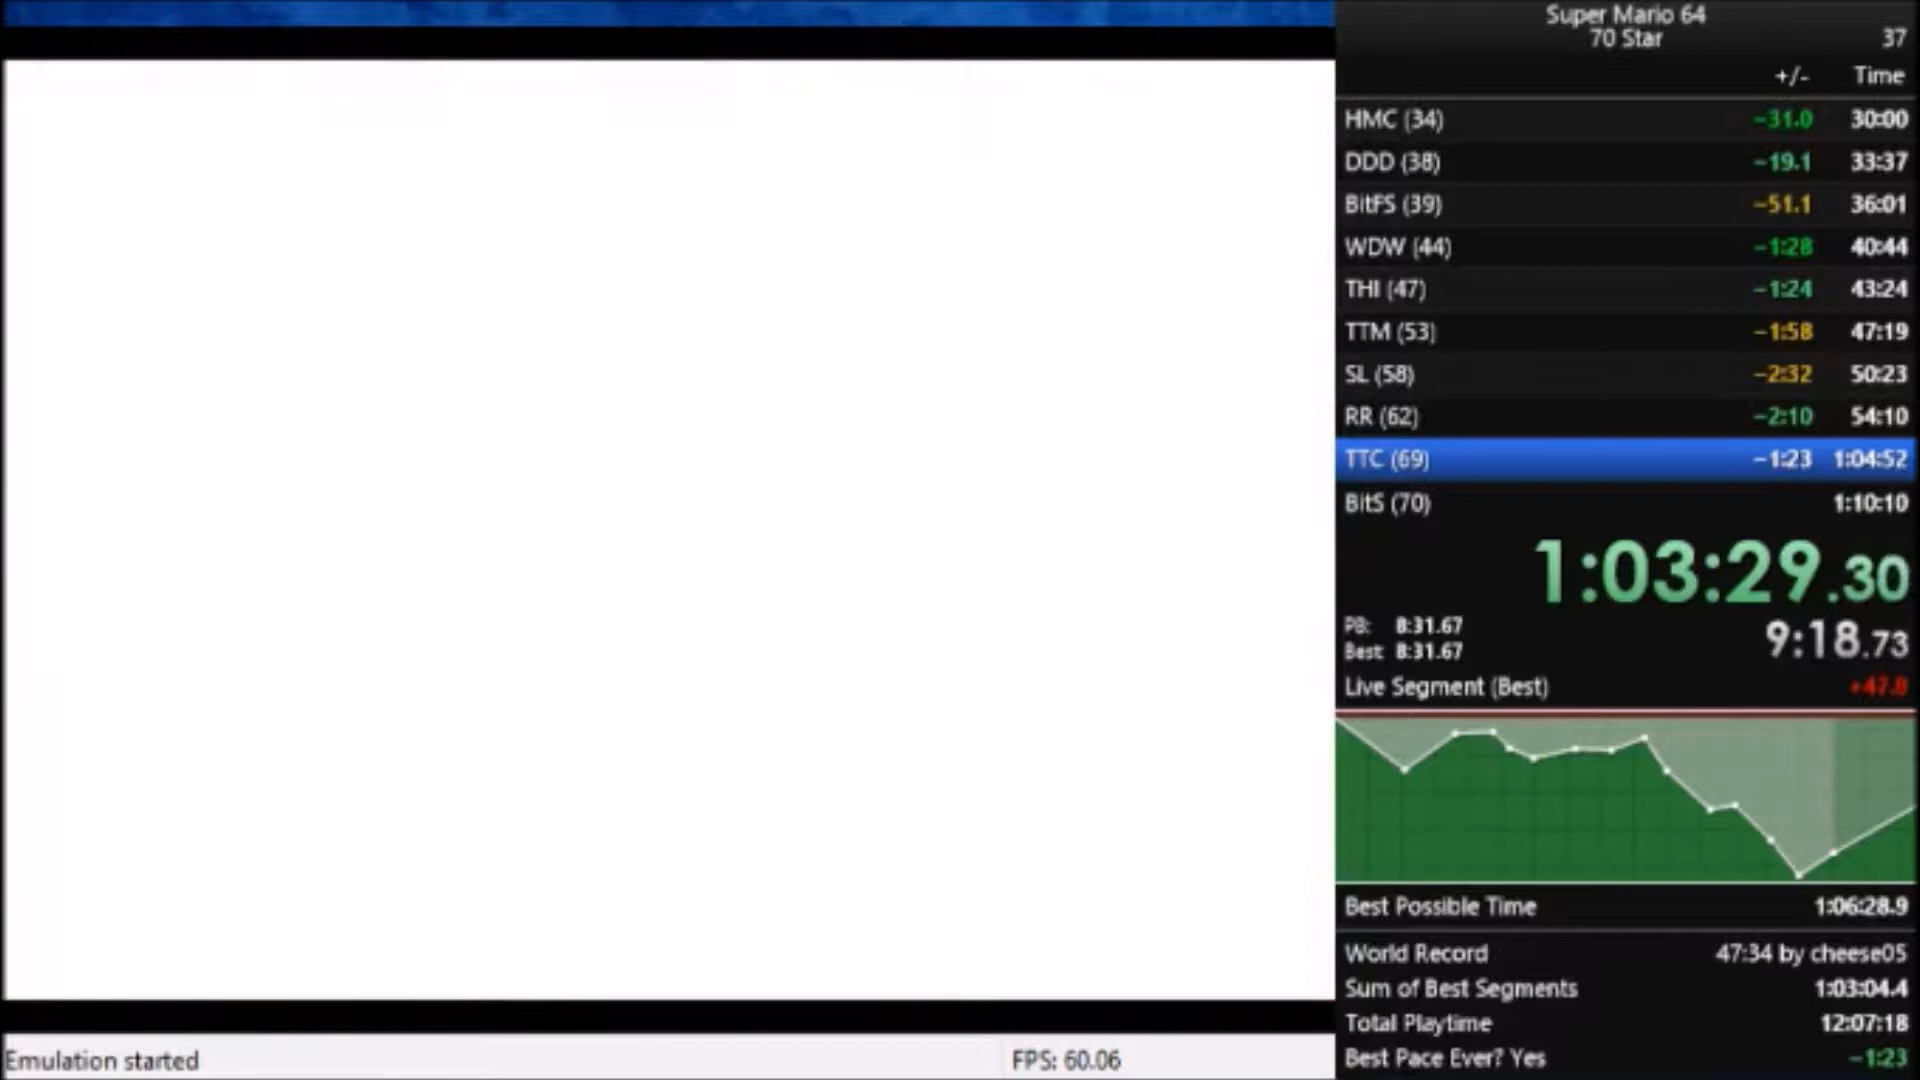 Super Mario 64
70 Star 37
+/- Time
HMC (34) -31.0 30:00
DDD (38) -19.1 33:37
BitFS (39) -51.1 36:01
WDW (44) -1:28 40:44
THI (47) -1:24 43:24
TTM (53) -1:58 47:19
SL (58) -2:32 50:23
RR (62) -2:10 54:10
TTC (69) -1:23 1:04:52
BitS (70) 1:10:10
1:03:29.30
PB: 8:31.67
Best: 8:31.67
9:18.73
Live Segment (Best) +47.0
Best Possible Time 1:06:28.9
World Record 47:34 by cheese05
Sum of Best Segments 1:03:04.4
Total Playtime 12:07:18
Best Pace Ever? Yes -1:23
Emulation started FPS: 60.06